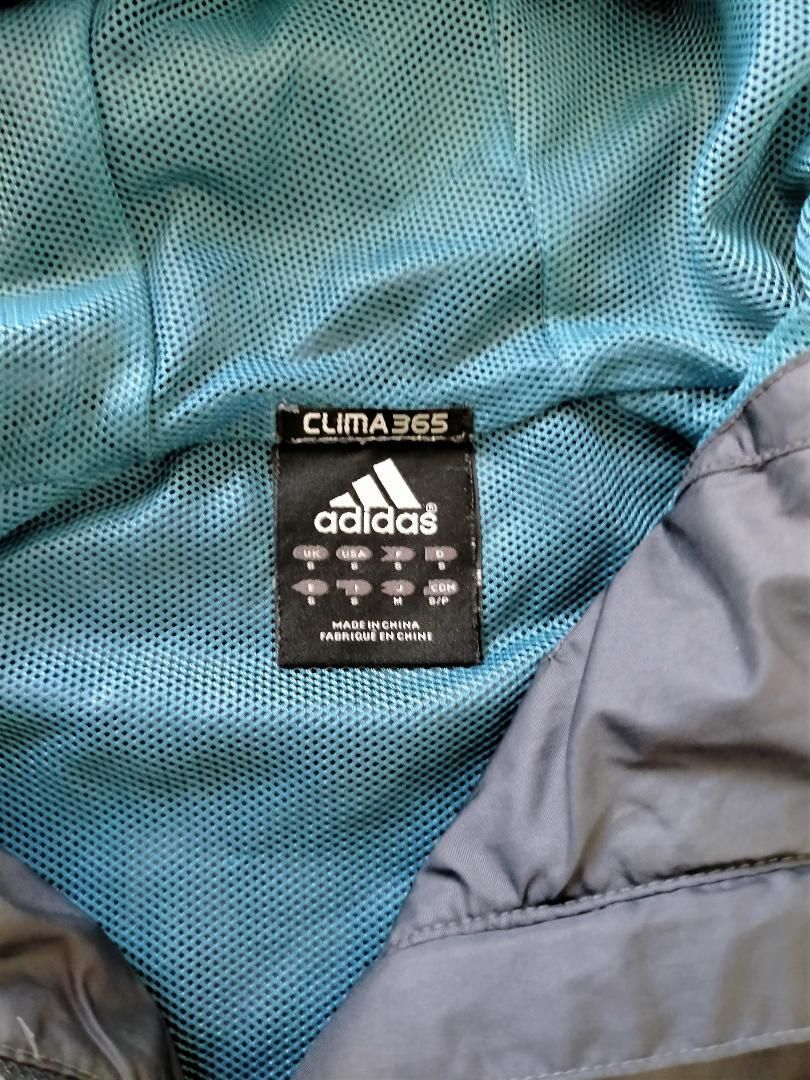 CLIMA365
adidas®
UK USA F D
S S S S
E I J CDN
S S M S/P
MADE IN CHINA
FABRIQUÉ EN CHINE